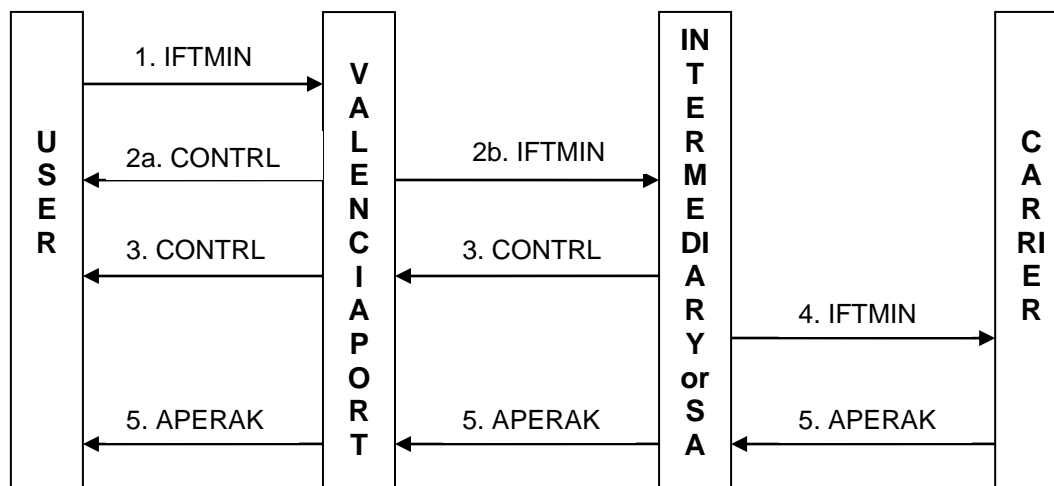 USER
VALENCIAPORT
INTERMEDIARY or SA
CARRIER
1. IFTMIN
2a. CONTRL
2b. IFTMIN
3. CONTRL
3. CONTRL
4. IFTMIN
5. APERAK
5. APERAK
5. APERAK